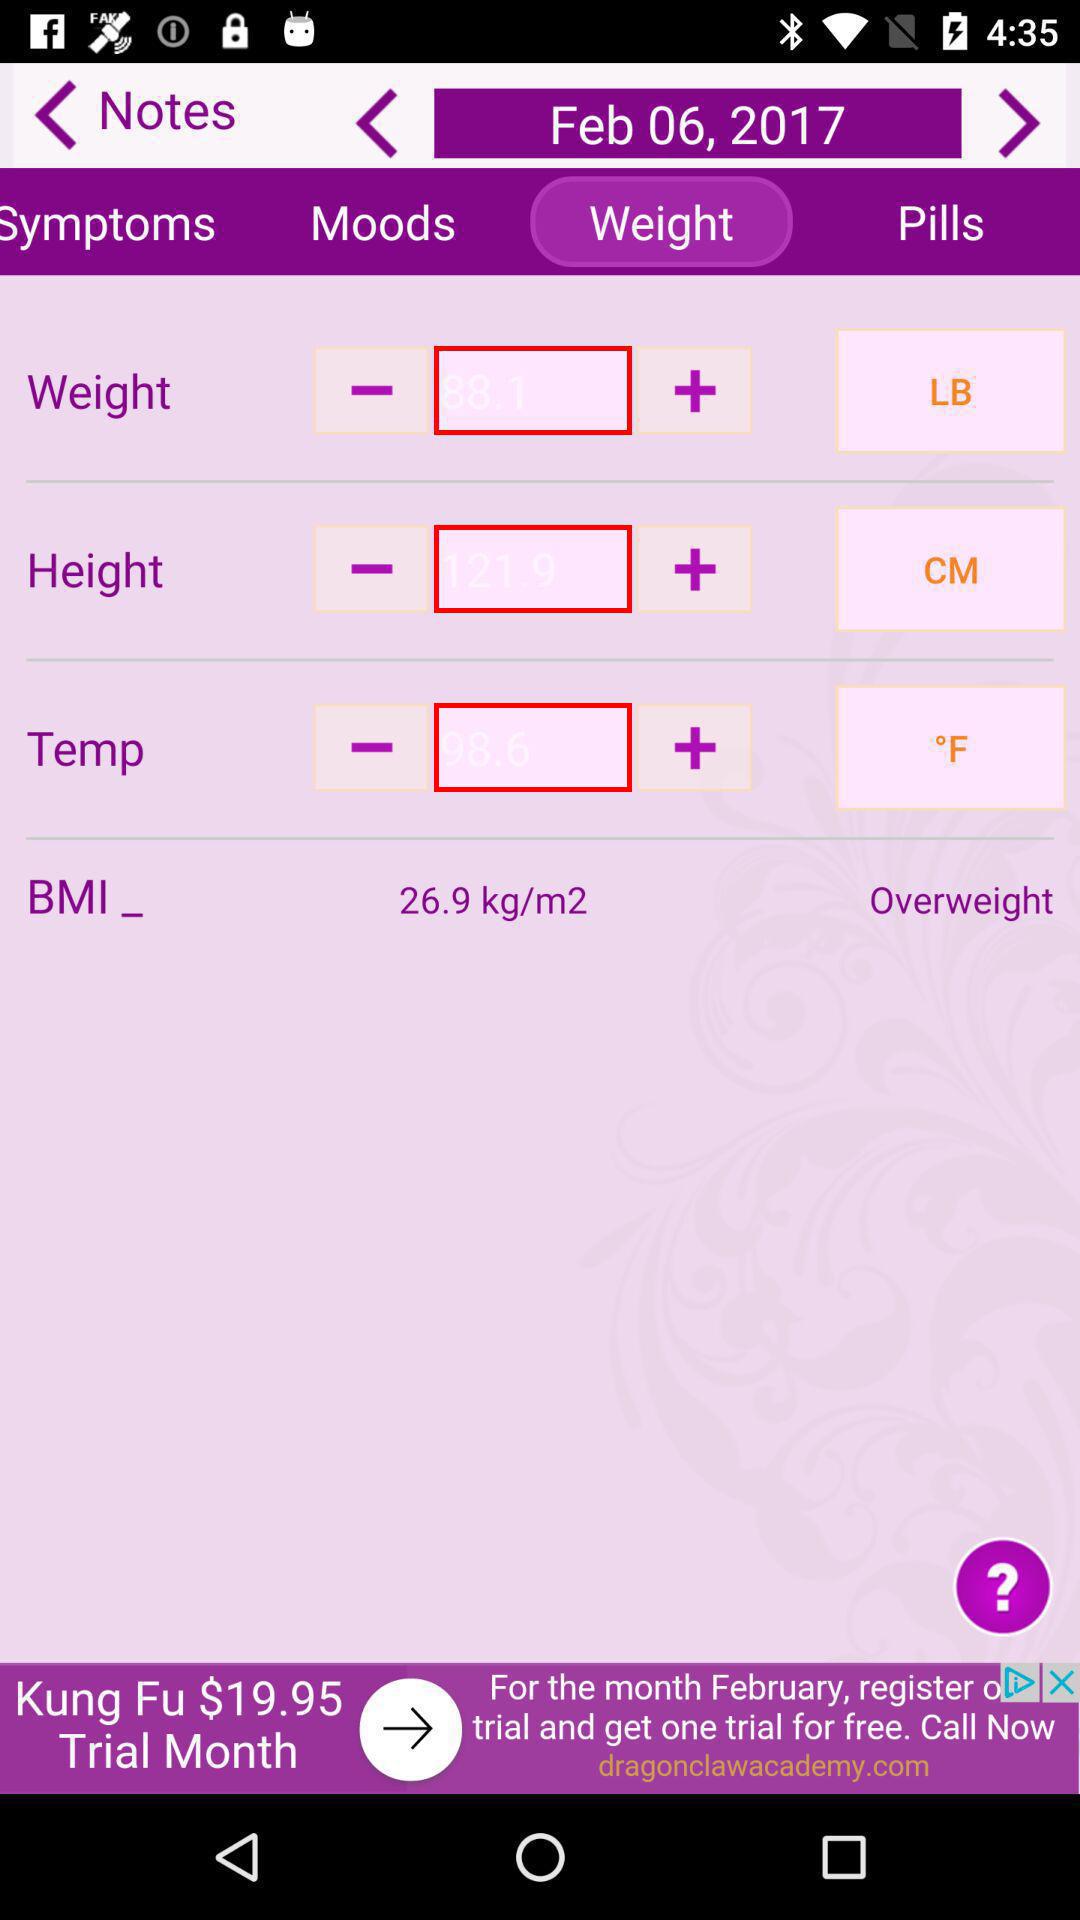 FAKE
4:35
Notes
Feb 06, 2017
Symptoms Moods Weight Pills
Weight 88.1 LB
Height 121.9 CM
Temp 98.6 °F
BMI _ 26.9 kg/m2 Overweight
?
Kung Fu $19.95
Trial Month
For the month February, register o
trial and get one trial for free. Call Now
dragonclawacademy.com